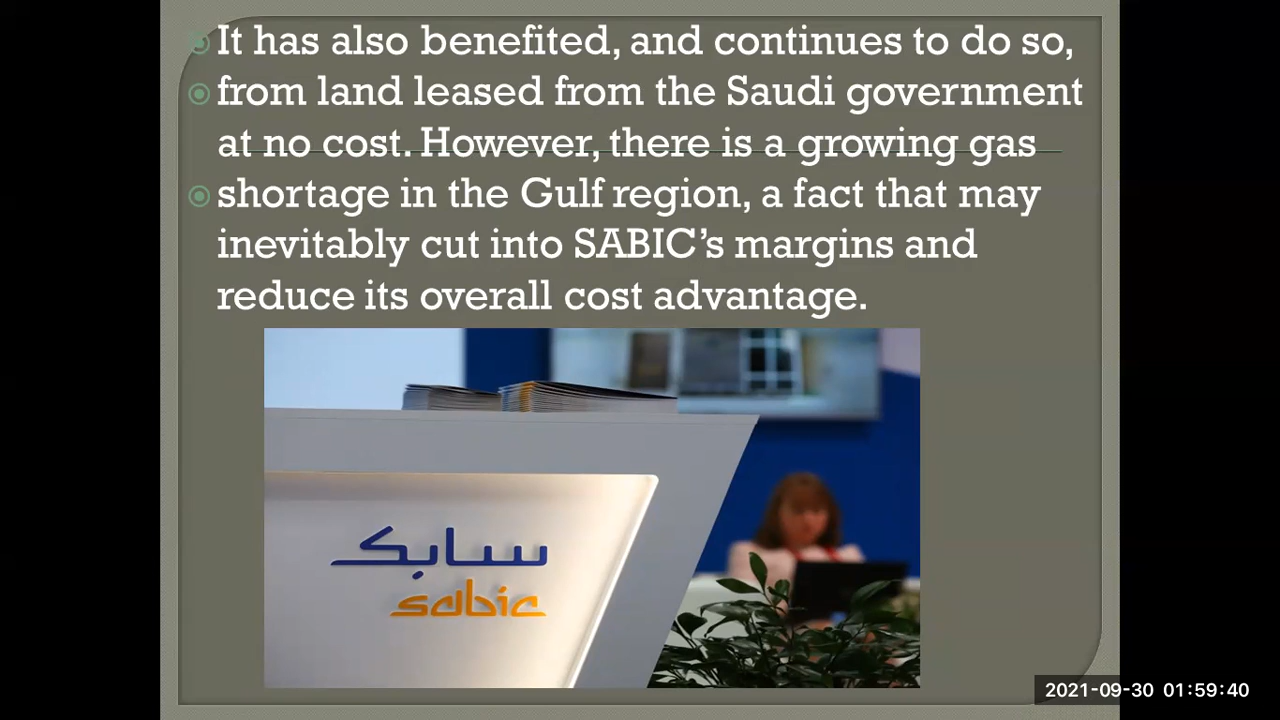 It has also benefited, and continues to do so,
from land leased from the Saudi government
at no cost. However, there is a growing gas
shortage in the Gulf region, a fact that may
inevitably cut into SABIC’s margins and
reduce its overall cost advantage.
سابك
sabic
2021-09-30 01:59:40